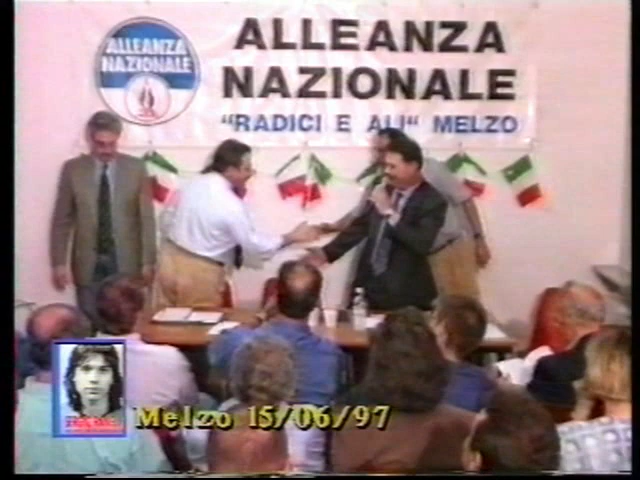 ALLEANZA
NAZIONALE
ALLEANZA
NAZIONALE
"RADICI E ALI" MELZO
Melzo 15/06/97